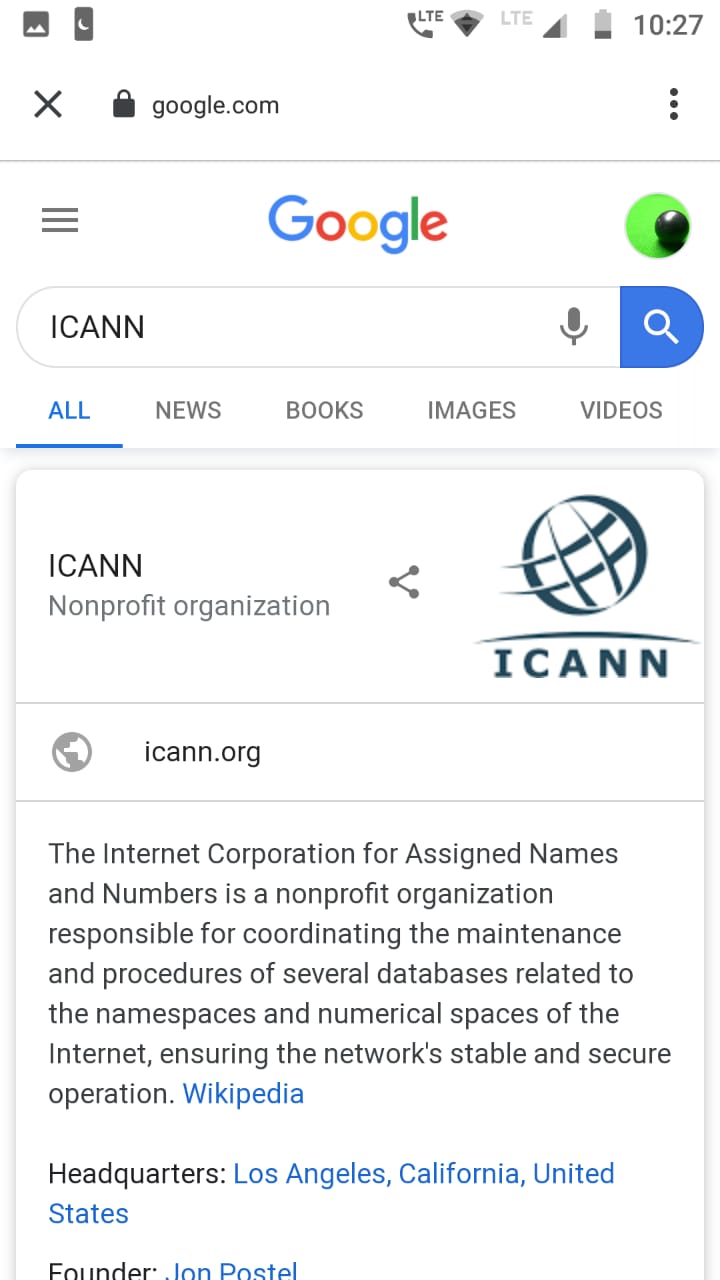 LTE LTE 10:27
google.com
Google
ICANN
ALL NEWS BOOKS IMAGES VIDEOS
ICANN
Nonprofit organization
ICANN
icann.org
The Internet Corporation for Assigned Names
and Numbers is a nonprofit organization
responsible for coordinating the maintenance
and procedures of several databases related to
the namespaces and numerical spaces of the
Internet, ensuring the network's stable and secure
operation. Wikipedia
Headquarters: Los Angeles, California, United
States
Founder: Jon Postel